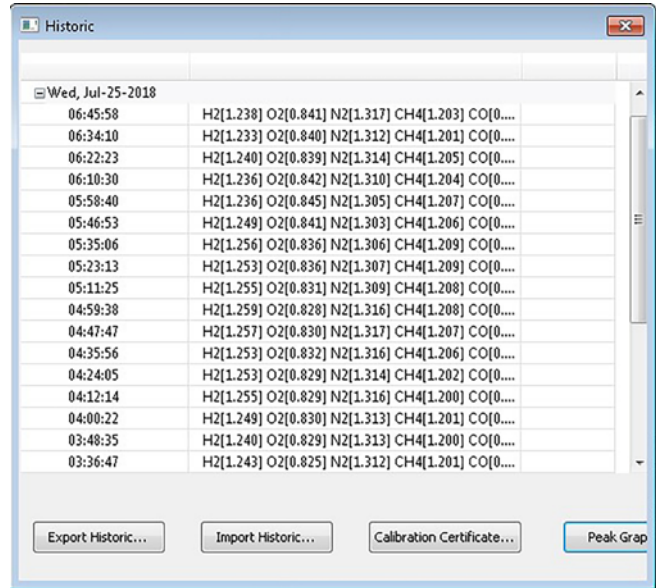 Historic
Wed, Jul-25-2018
06:45:58 H2[1.238] O2[0.841] N2[1.317] CH4[1.203] CO[0....
06:34:10 H2[1.233] O2[0.840] N2[1.312] CH4[1.201] CO[0....
06:22:23 H2[1.240] O2[0.839] N2[1.314] CH4[1.205] CO[0....
06:10:30 H2[1.236] O2[0.842] N2[1.310] CH4[1.204] CO[0....
05:58:40 H2[1.236] O2[0.845] N2[1.305] CH4[1.207] CO[0....
05:46:53 H2[1.249] O2[0.841] N2[1.303] CH4[1.206] CO[0....
05:35:06 H2[1.256] O2[0.836] N2[1.306] CH4[1.209] CO[0....
05:23:13 H2[1.253] O2[0.836] N2[1.307] CH4[1.209] CO[0....
05:11:25 H2[1.255] O2[0.831] N2[1.309] CH4[1.208] CO[0....
04:59:38 H2[1.259] O2[0.828] N2[1.316] CH4[1.208] CO[0....
04:47:47 H2[1.257] O2[0.830] N2[1.317] CH4[1.207] CO[0....
04:35:56 H2[1.253] O2[0.832] N2[1.316] CH4[1.206] CO[0....
04:24:05 H2[1.253] O2[0.829] N2[1.314] CH4[1.202] CO[0....
04:12:14 H2[1.255] O2[0.829] N2[1.316] CH4[1.200] CO[0....
04:00:22 H2[1.249] O2[0.830] N2[1.313] CH4[1.201] CO[0....
03:48:35 H2[1.240] O2[0.829] N2[1.313] CH4[1.200] CO[0....
03:36:47 H2[1.243] O2[0.825] N2[1.312] CH4[1.201] CO[0....
Export Historic... Import Historic... Calibration Certificate... Peak Grap